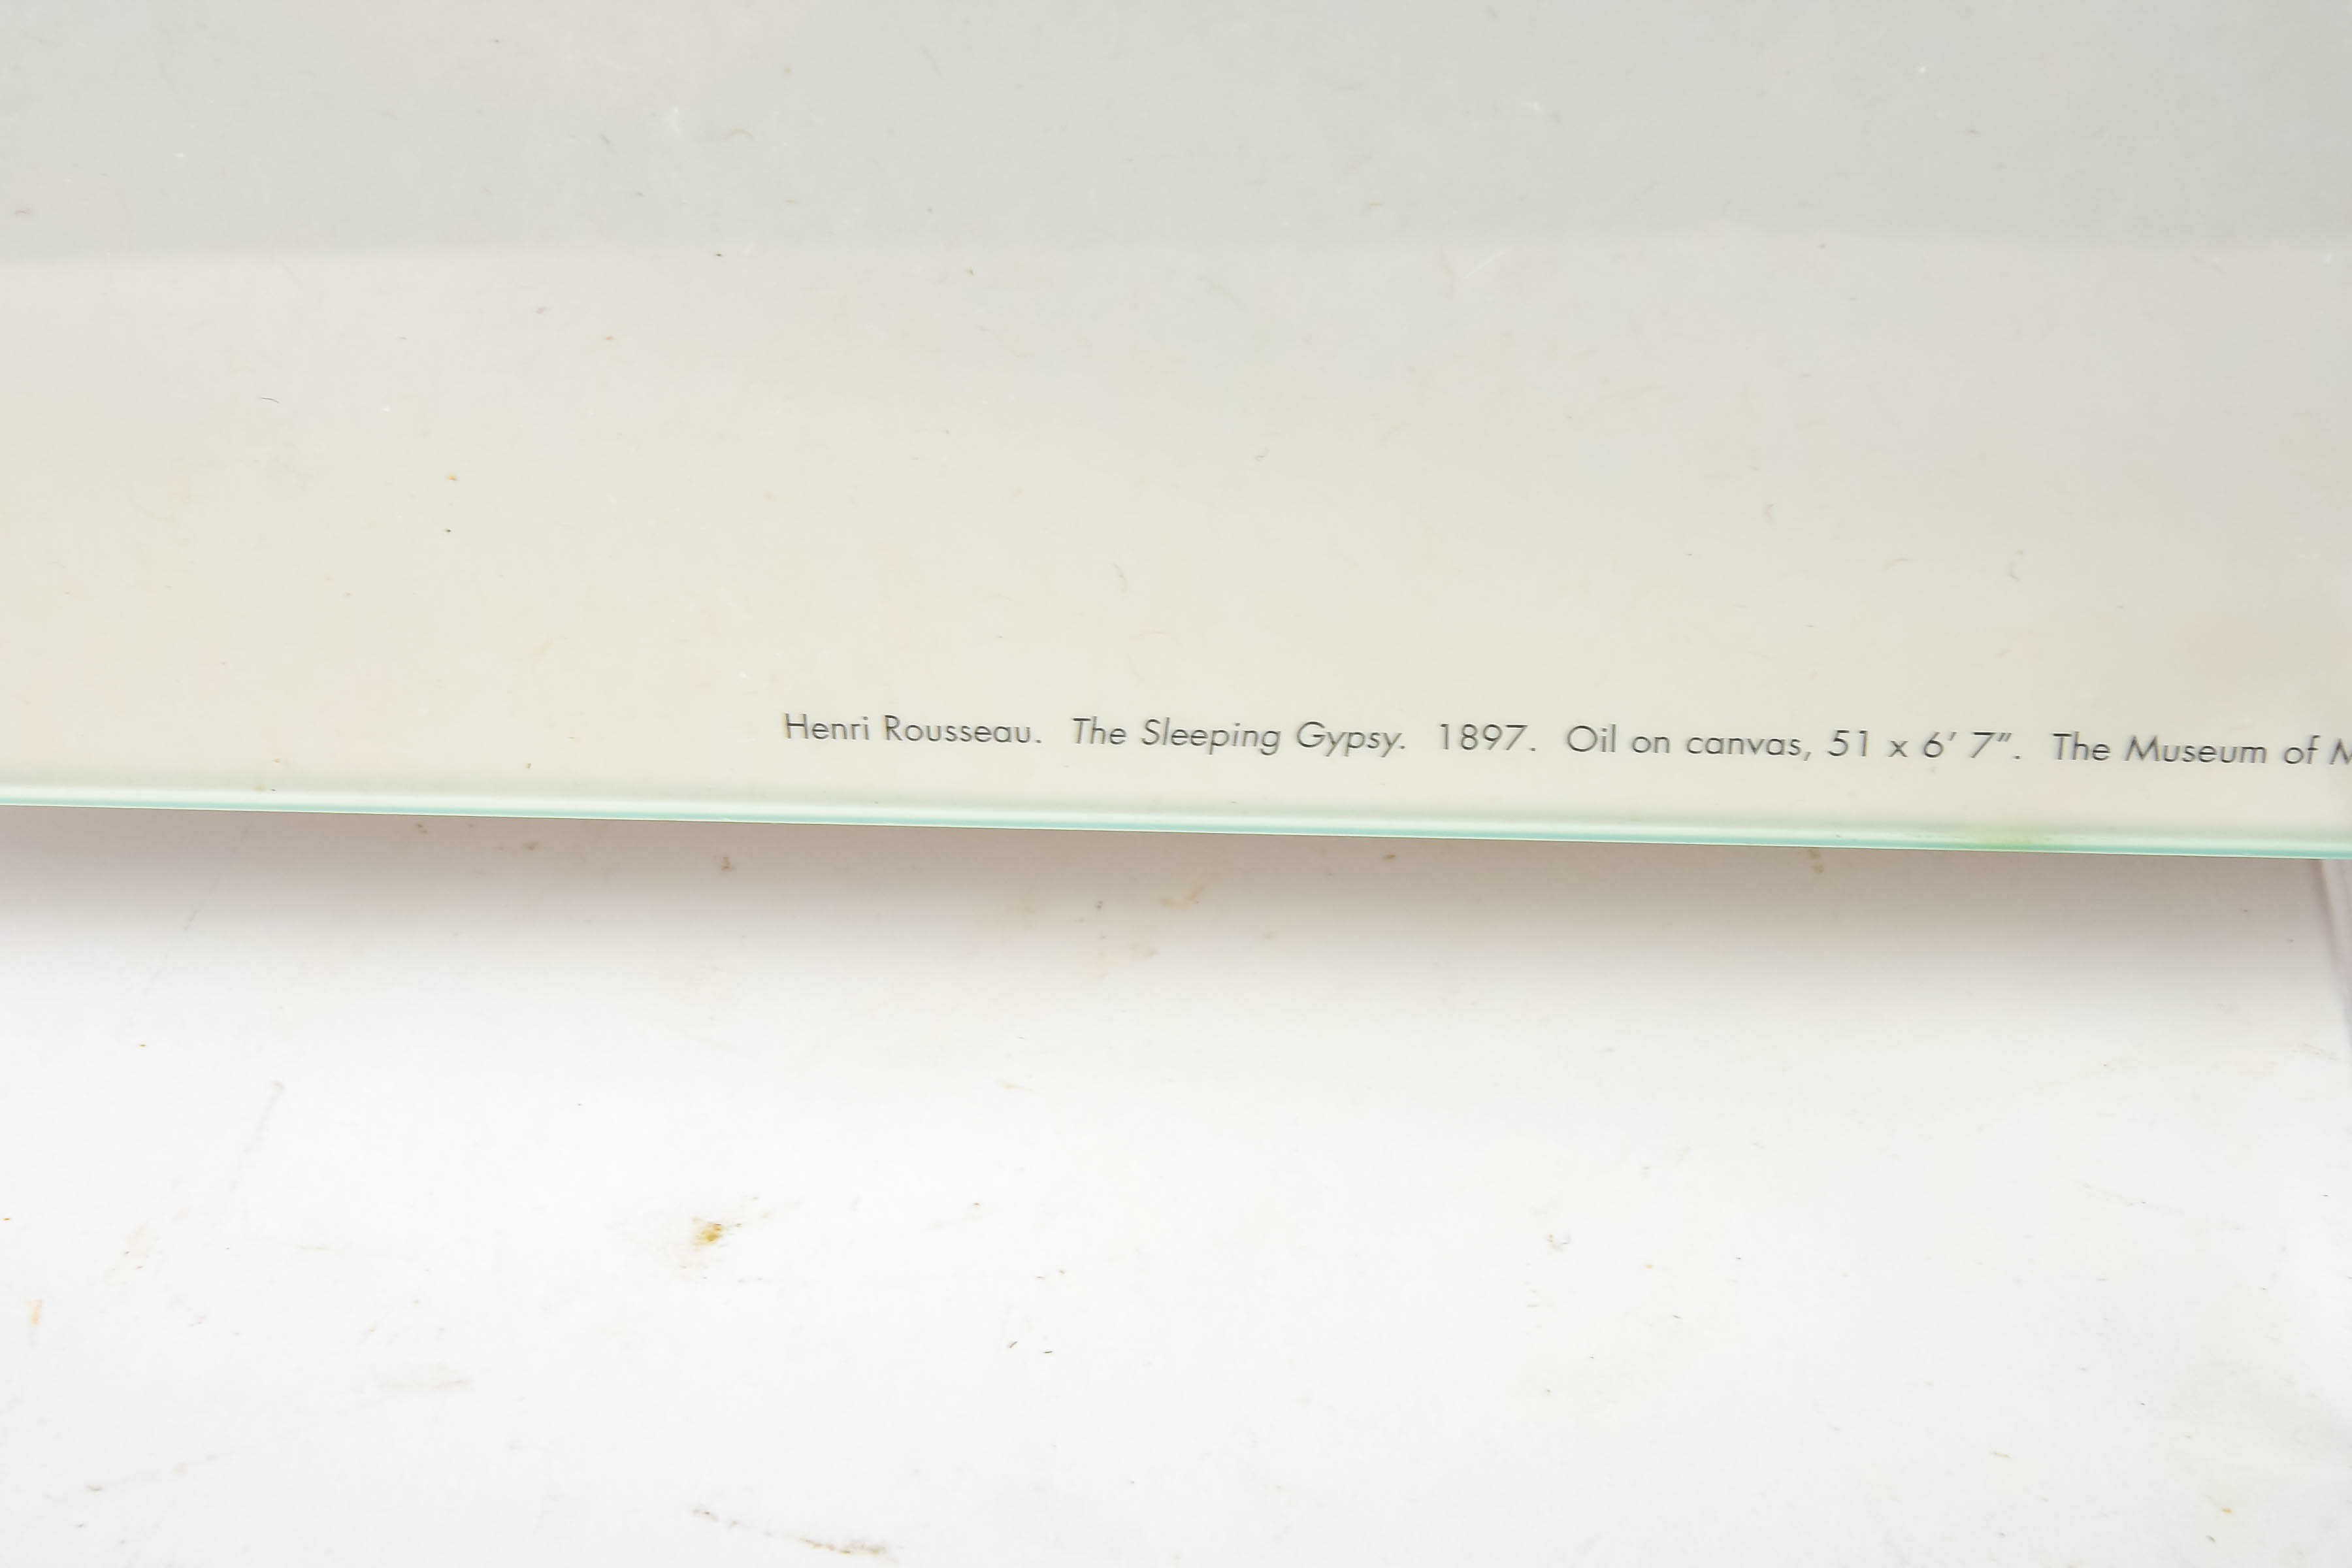 Henri Rousseau. The Sleeping Gypsy. 1897. Oil on canvas, 51 x 6' 7". The Museum of